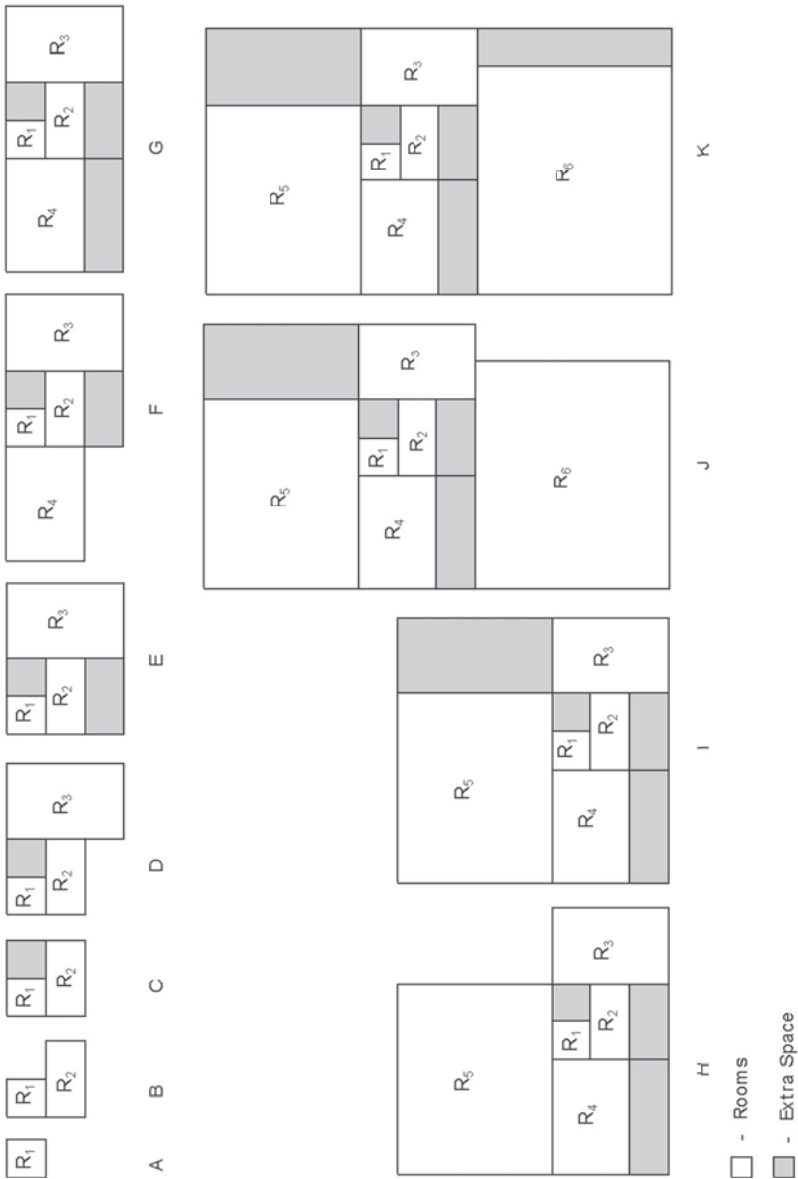 R₁
A
R₁
R₂
B
R₁
R₂
C
R₁
R₂
R₃
D
R₁
R₂
R₃
E
R₄
R₁
R₂
R₃
F
R₄
R₁
R₂
R₃
G
R₅
R₄
R₁
R₂
R₃
H
R₅
R₄
R₁
R₂
R₃
I
R₅
R₄
R₁
R₂
R₃
R₆
J
R₅
R₄
R₁
R₂
R₃
R₆
K
- Rooms
- Extra Space